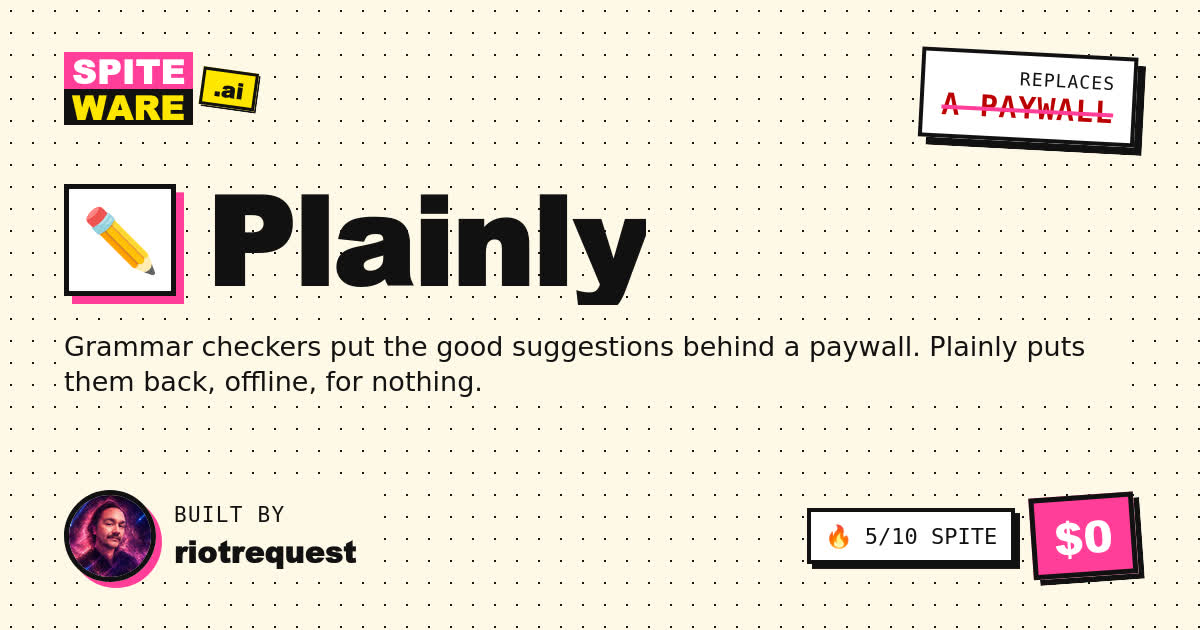 SPITE
WARE
.ai
REPLACES
A PAYWALL
Plainly
Grammar checkers put the good suggestions behind a paywall. Plainly puts
them back, offline, for nothing.
BUILT BY
riotrequest
5/10 SPITE
$0